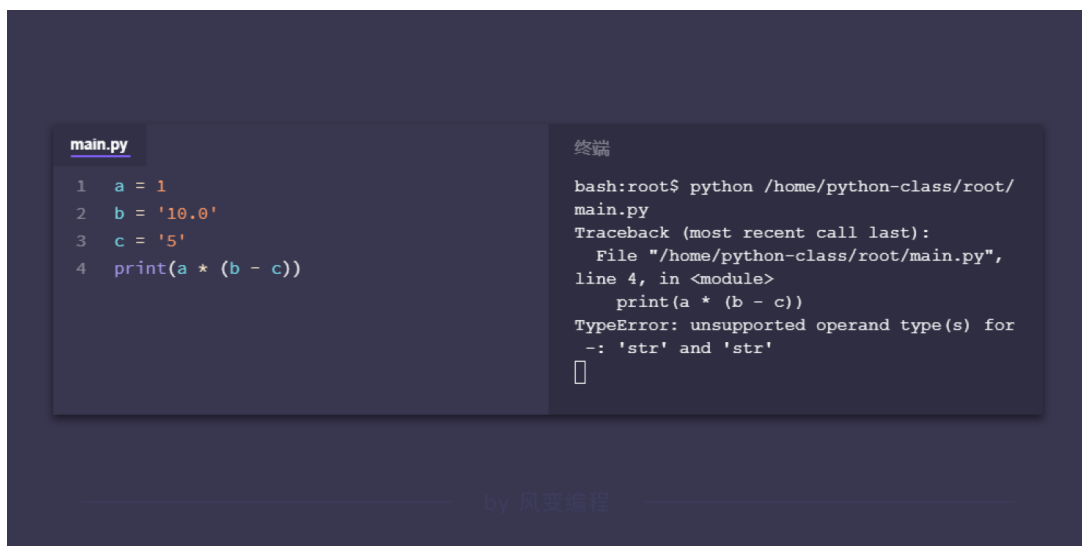 main.py
1 a = 1
2 b = '10.0'
3 c = '5'
4 print(a * (b - c))
终端
bash:root$ python /home/python-class/root/
main.py
Traceback (most recent call last):
  File "/home/python-class/root/main.py",
line 4, in <module>
    print(a * (b - c))
TypeError: unsupported operand type(s) for
 -: 'str' and 'str'
by 风变编程